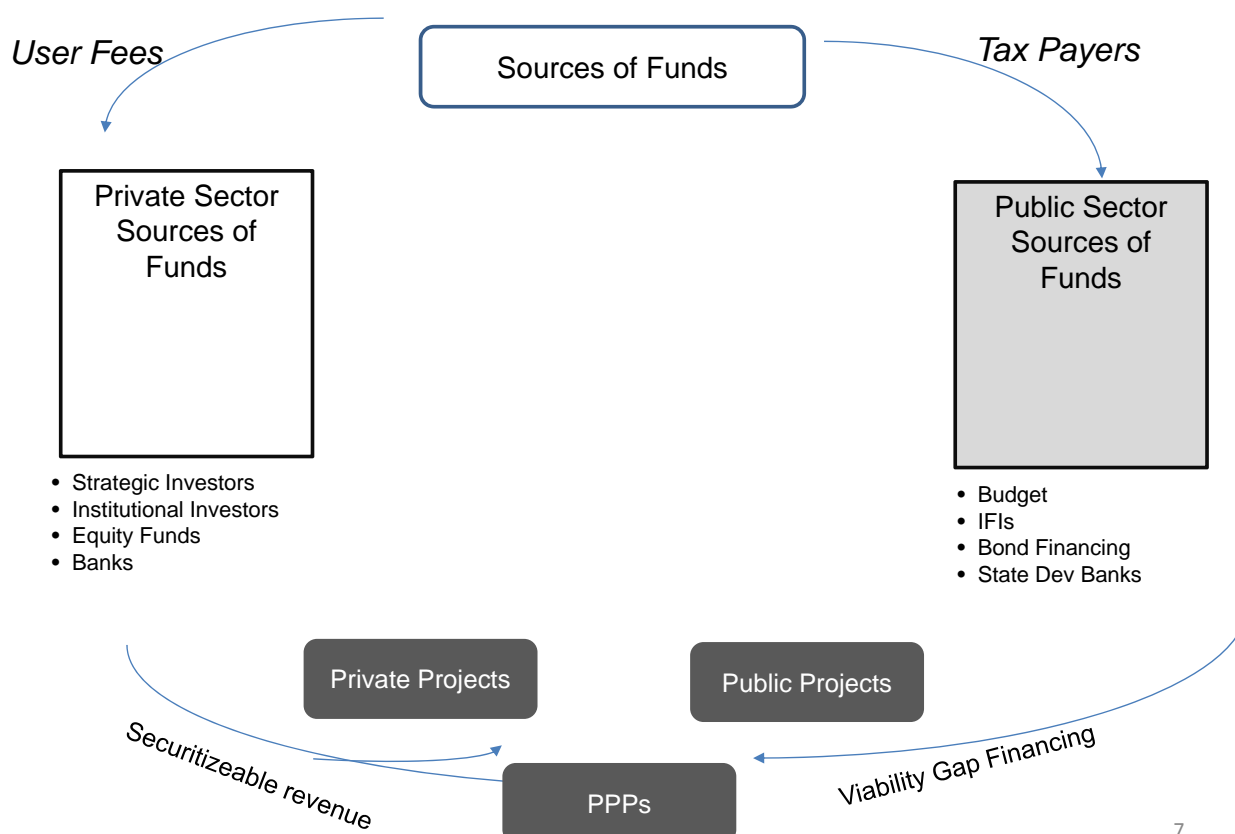 User Fees
Sources of Funds
Tax Payers
Private Sector
Sources of
Funds
Public Sector
Sources of
Funds
• Strategic Investors
• Institutional Investors
• Equity Funds
• Banks
• Budget
• IFIs
• Bond Financing
• State Dev Banks
Private Projects
Public Projects
Securitizeable revenue
PPPs
Viability Gap Financing
7